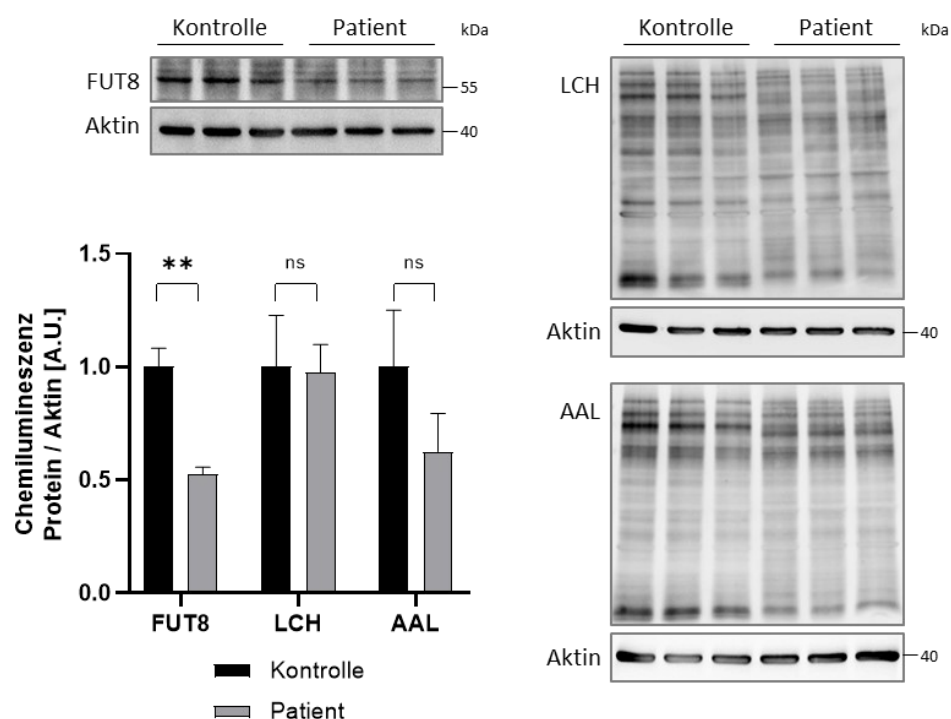 Kontrolle Patient kDa
FUT8
55
Aktin
40
Chemilumineszenz
Protein / Aktin [A.U.]
1.5
1.0
0.5
0.0
** ns ns
FUT8 LCH AAL
Kontrolle
Patient
Kontrolle Patient kDa
LCH
Aktin
40
AAL
Aktin
40